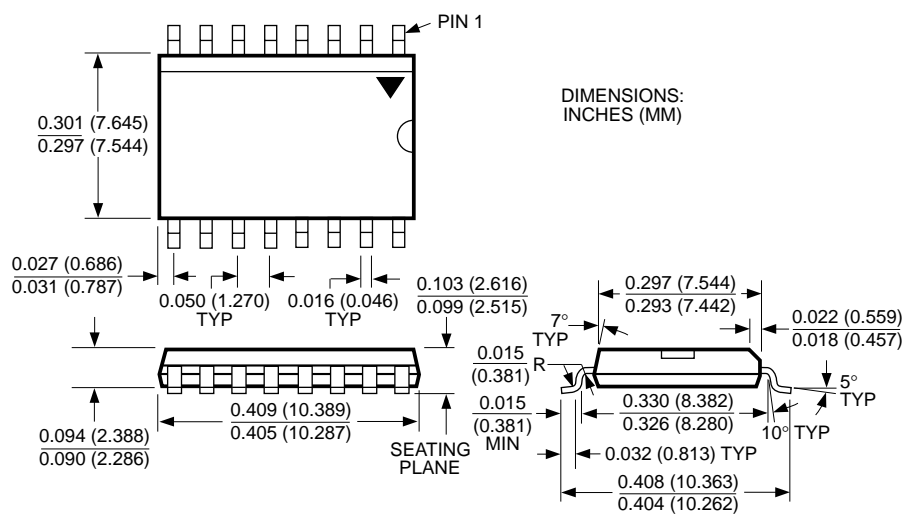 PIN 1
DIMENSIONS:
INCHES (MM)
0.301 (7.645)
0.297 (7.544)
0.027 (0.686)
0.031 (0.787)
0.050 (1.270)
TYP
0.016 (0.046)
TYP
0.103 (2.616)
0.099 (2.515)
0.297 (7.544)
0.293 (7.442)
0.022 (0.559)
0.018 (0.457)
7°
TYP
0.015
(0.381)
R
5°
TYP
0.094 (2.388)
0.090 (2.286)
0.409 (10.389)
0.405 (10.287)
SEATING
PLANE
0.015
(0.381)
MIN
0.330 (8.382)
0.326 (8.280)
10° TYP
0.032 (0.813) TYP
0.408 (10.363)
0.404 (10.262)